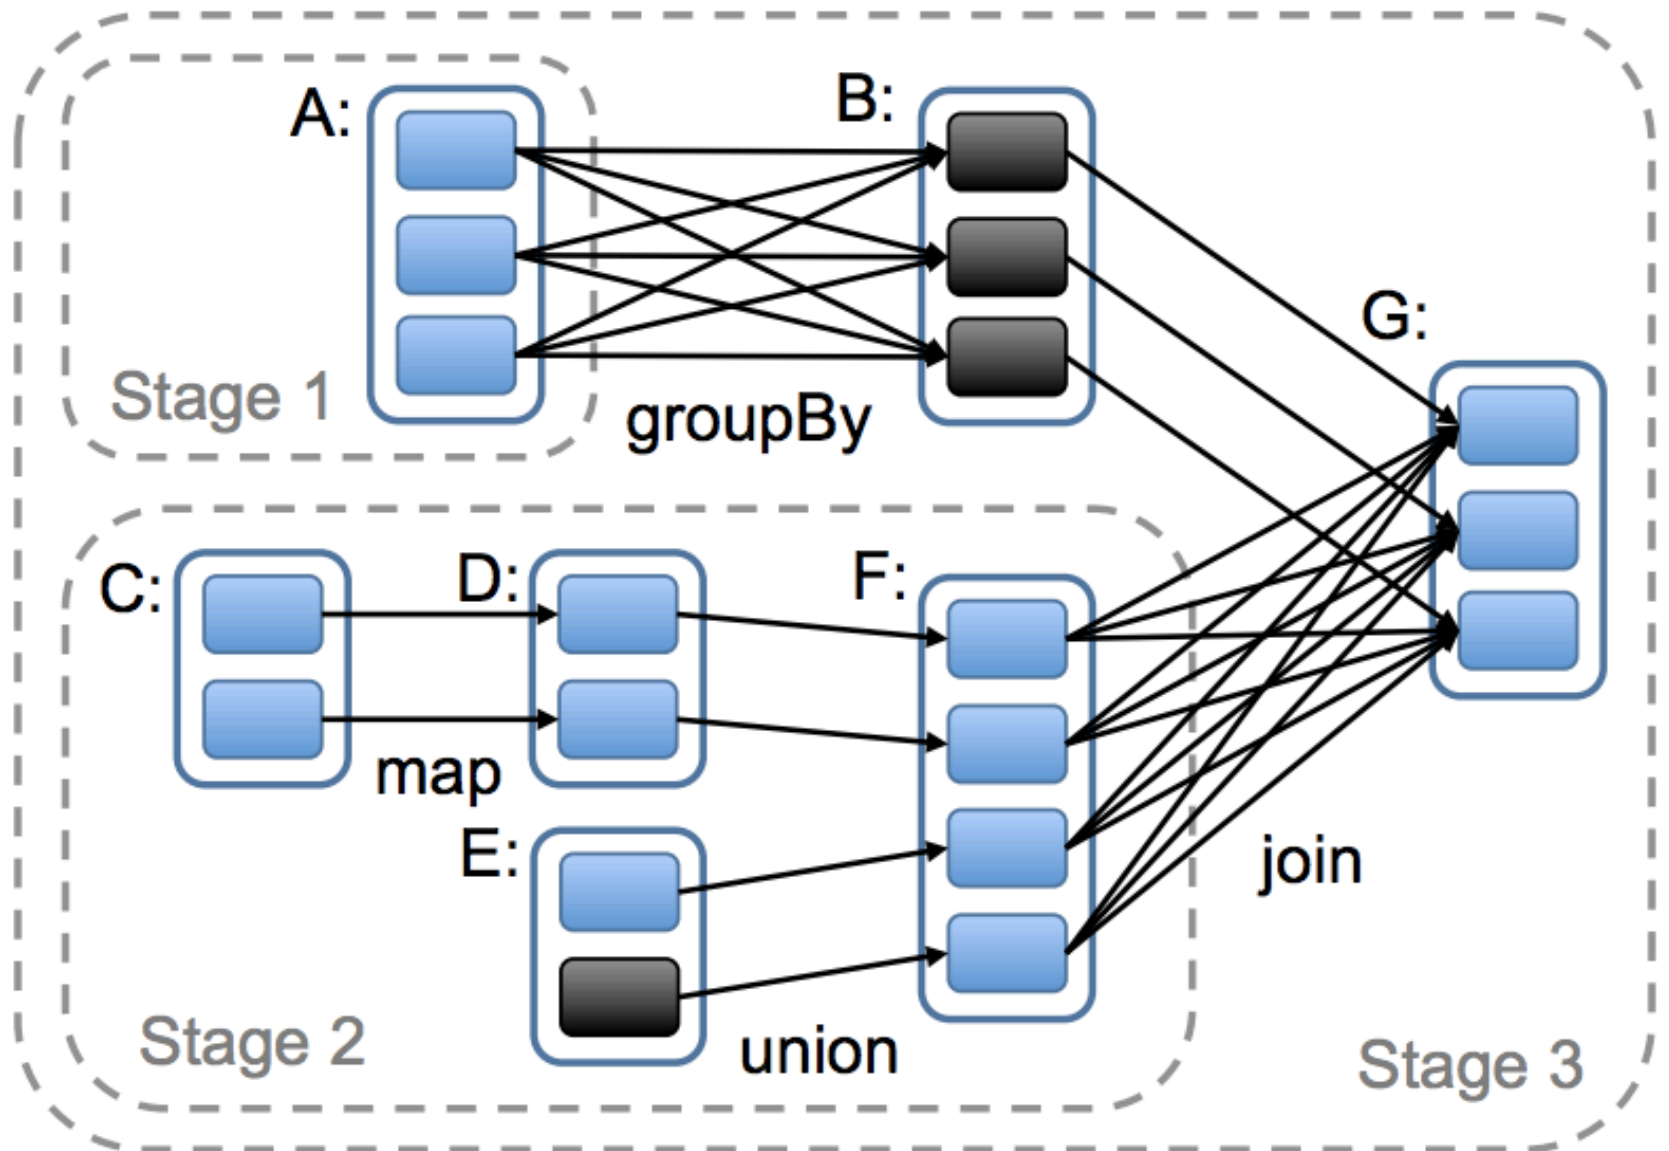 A:
B:
G:
Stage 1
groupBy
C:
D:
F:
map
E:
join
union
Stage 2
Stage 3